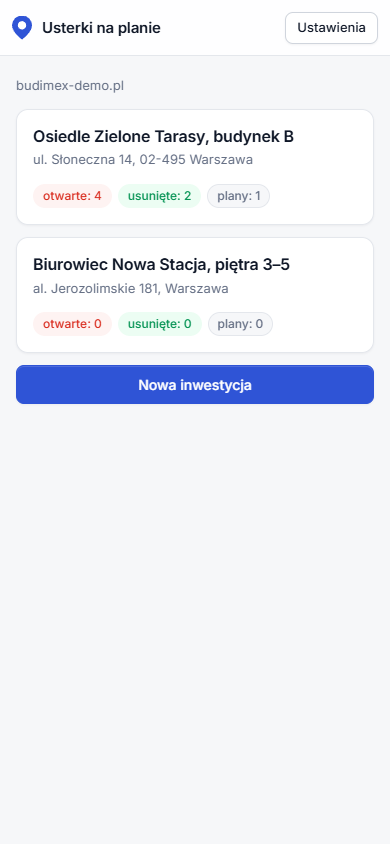 Usterki na planie
Ustawienia
budimex-demo.pl
Osiedle Zielone Tarasy, budynek B
ul. Słoneczna 14, 02-495 Warszawa
otwarte: 4 usunięte: 2 plany: 1
Biurowiec Nowa Stacja, piętra 3–5
al. Jerozolimskie 181, Warszawa
otwarte: 0 usunięte: 0 plany: 0
Nowa inwestycja